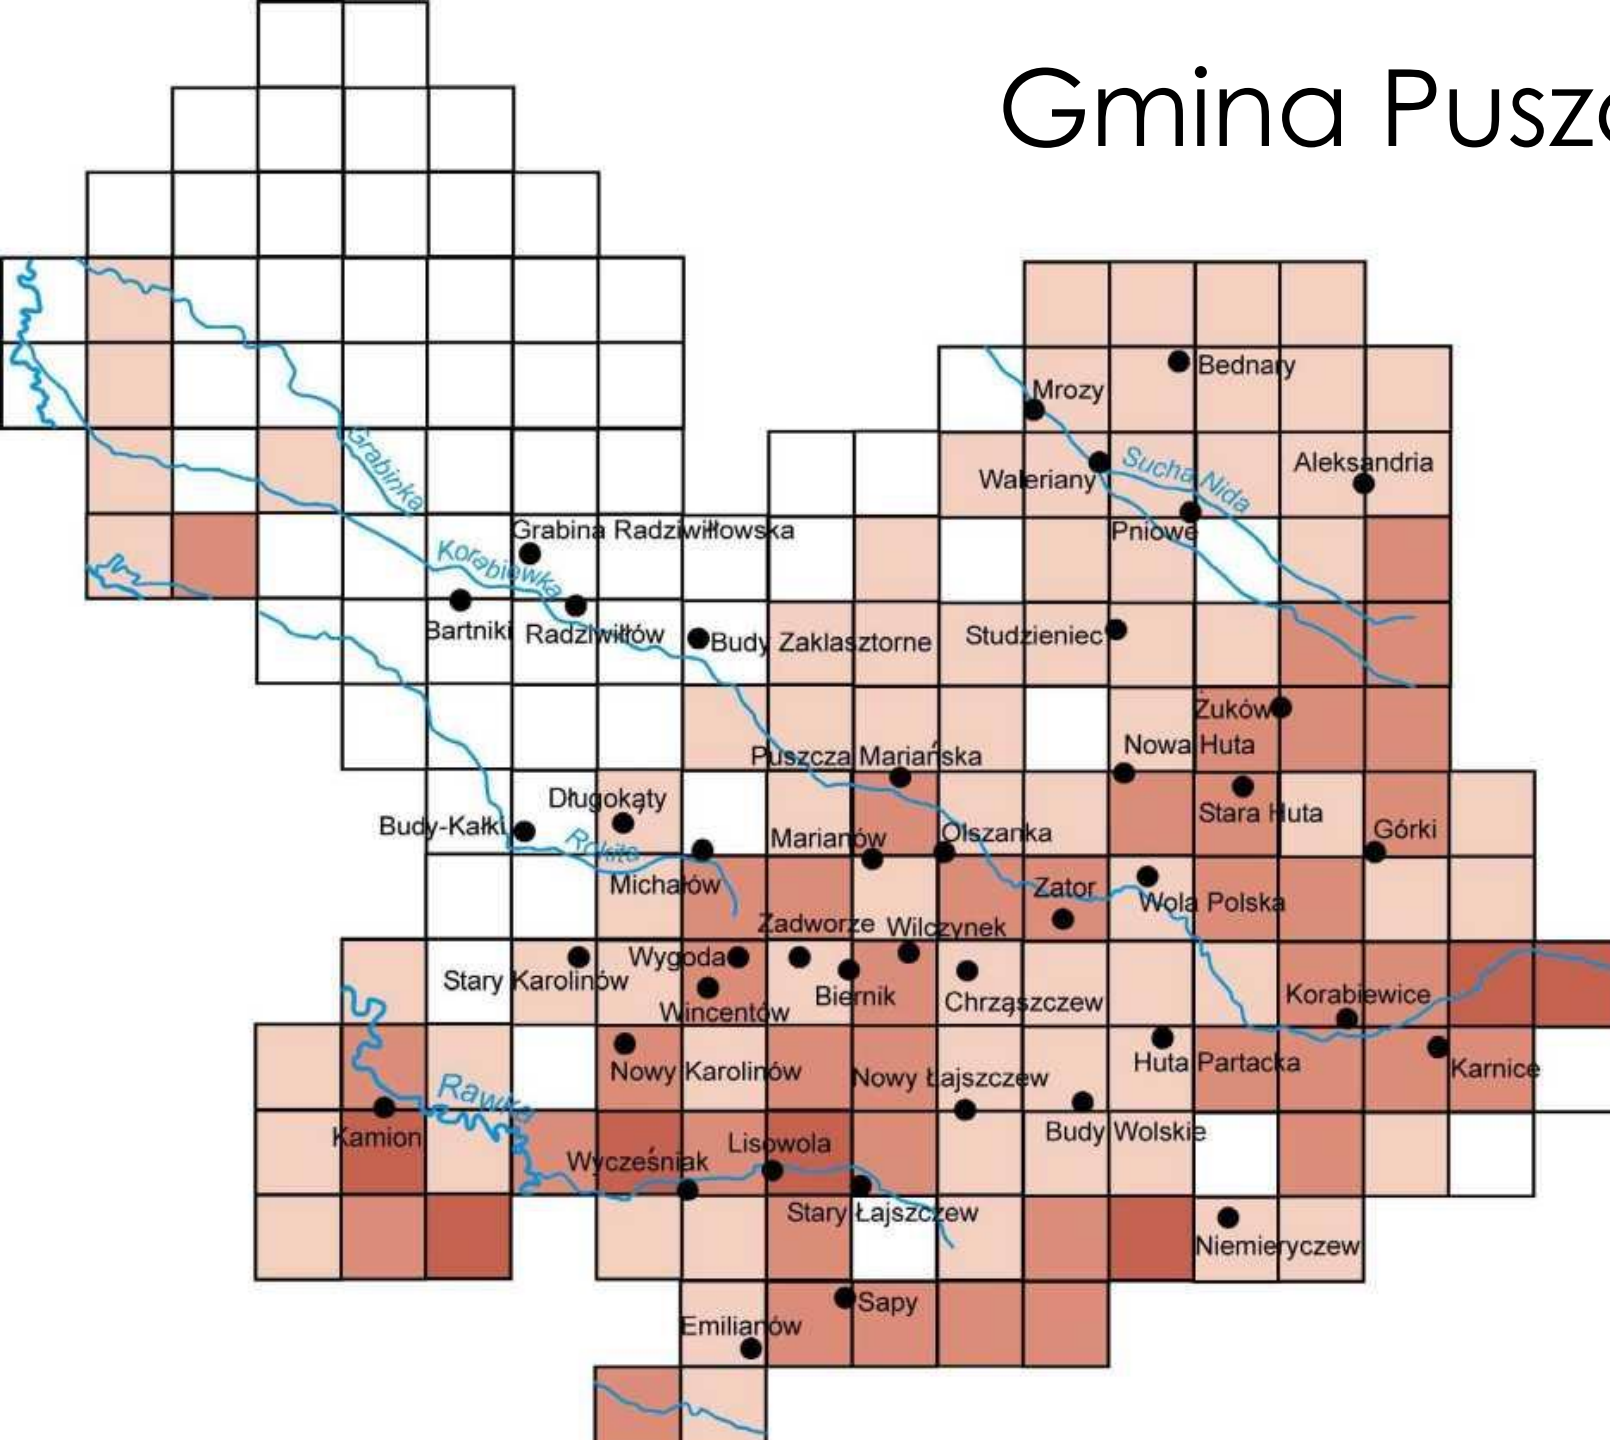 Gmina Puszc
Bednary
Mrozy
Sucha Nida
Aleksandria
Waleriany
Grabinka
Pniowe
Grabina Radziwiłłowska
Korabiewka
Bartniki
Radziwiłłów
Budy Zaklasztorne
Studzieniec
Żuków
Nowa Huta
Puszcza Mariańska
Długokąty
Stara Huta
Budy-Kałki
Rokita
Marianów
Olszanka
Górki
Michałów
Zator
Wola Polska
Zadworze
Wilczynek
Wygoda
Stary Karolinów
Biernik
Chrząszczew
Korabiewice
Wincentów
Huta Partacka
Nowy Karolinów
Nowy Łajszczew
Karnice
Rawka
Kamion
Budy Wolskie
Lisowola
Wycześniak
Stary Łajszczew
Niemieryczew
Sapy
Emilianów